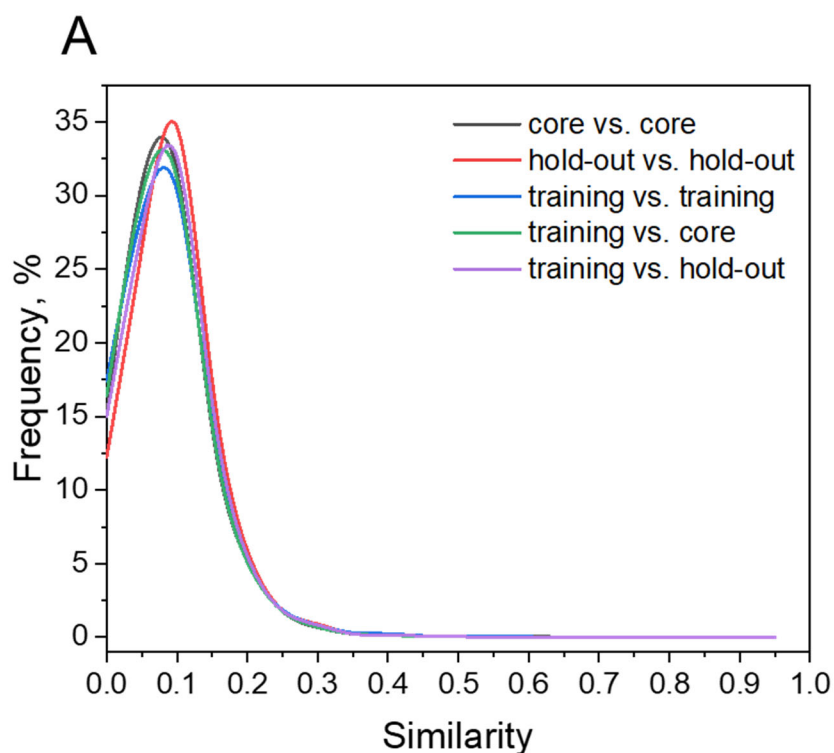 A
core vs. core
hold-out vs. hold-out
training vs. training
training vs. core
training vs. hold-out
Frequency, %
35
30
25
20
15
10
5
0
0.0 0.1 0.2 0.3 0.4 0.5 0.6 0.7 0.8 0.9 1.0
Similarity